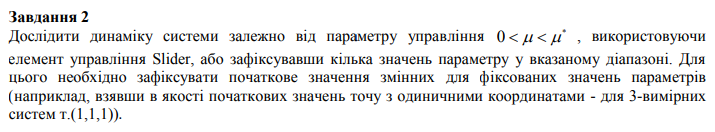 Завдання 2
Дослідити динаміку системи залежно від параметру управління 0 < μ < μ* , використовуючи
елемент управління Slider, або зафіксувавши кілька значень параметру у вказаному діапазоні. Для
цього необхідно зафіксувати початкове значення змінних для фіксованих значень параметрів
(наприклад, взявши в якості початкових значень точу з одиничними координатами - для 3-вимірних
систем т.(1,1,1)).